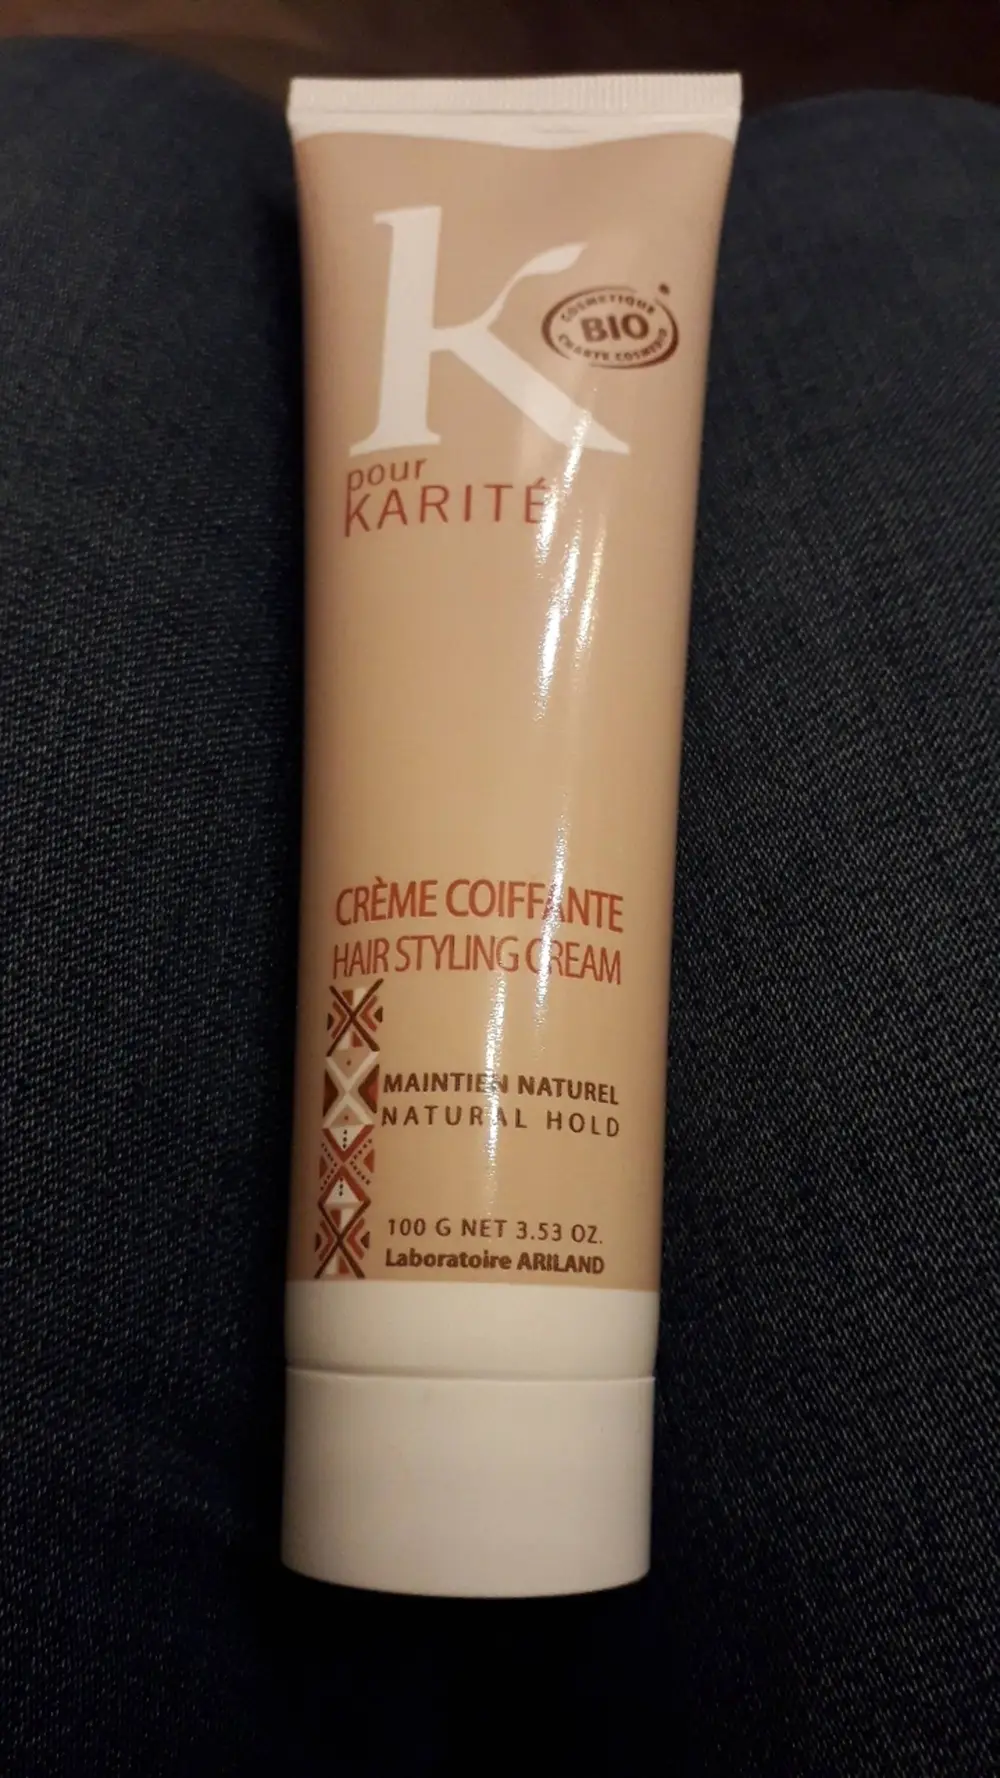 K
COSMETIQUE
BIO
CHARTE COSMEBIO
pour
KARITÉ
CRÈME COIFFANTE
HAIR STYLING CREAM
MAINTIEN NATUREL
NATURAL HOLD
100 G NET 3.53 OZ.
Laboratoire ARILAND